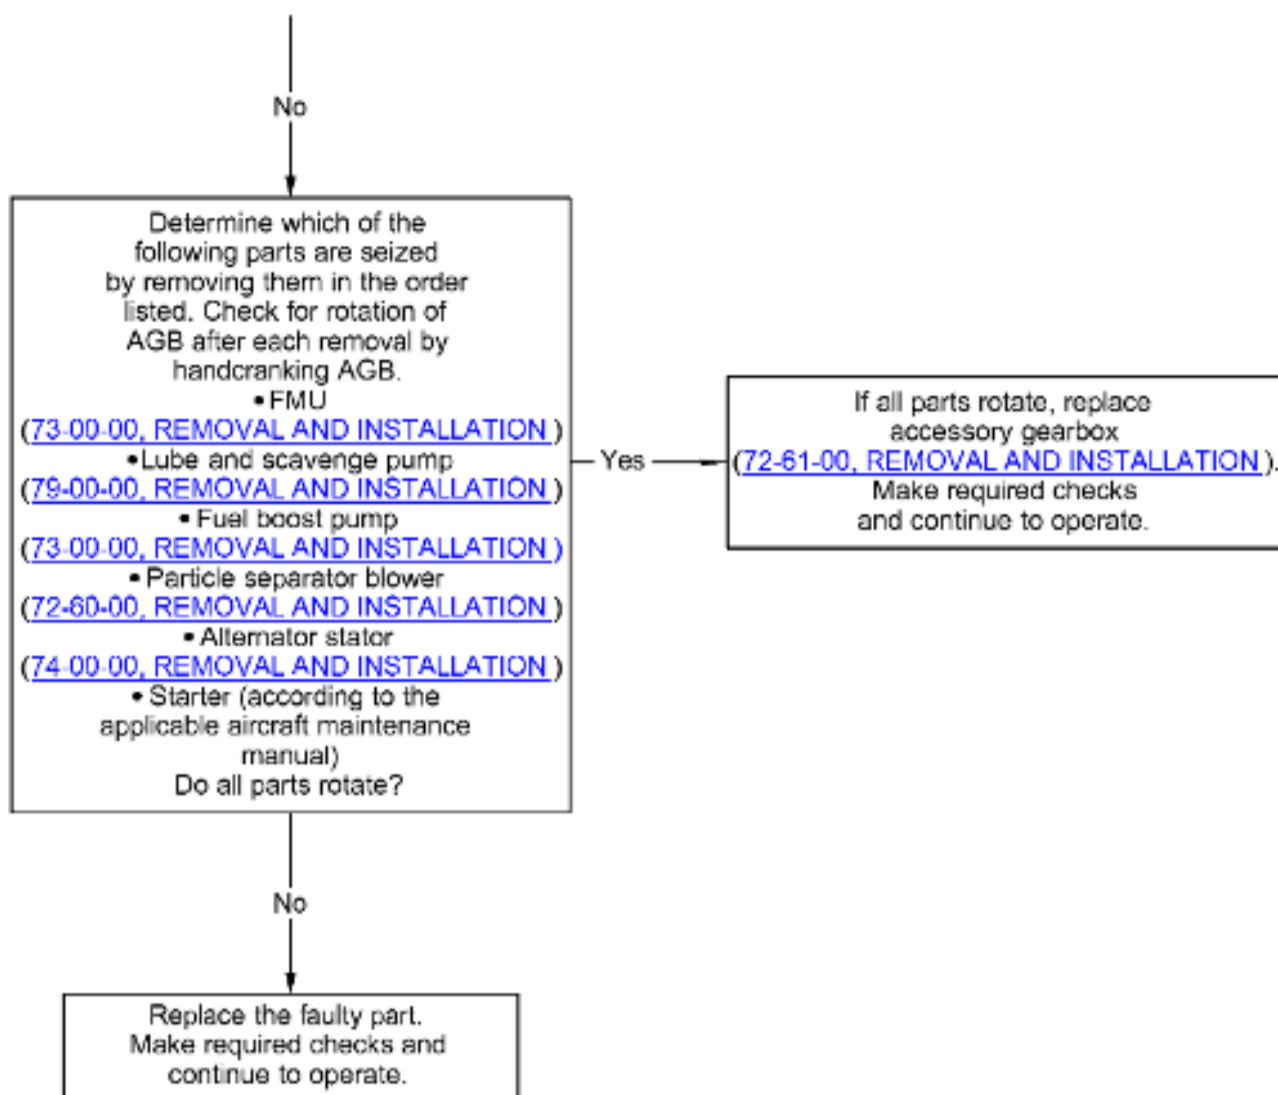 No
Determine which of the
following parts are seized
by removing them in the order
listed. Check for rotation of
AGB after each removal by
handcranking AGB.
• FMU
(73-00-00, REMOVAL AND INSTALLATION )
• Lube and scavenge pump
(79-00-00, REMOVAL AND INSTALLATION )
• Fuel boost pump
(73-00-00, REMOVAL AND INSTALLATION )
• Particle separator blower
(72-60-00, REMOVAL AND INSTALLATION )
• Alternator stator
(74-00-00, REMOVAL AND INSTALLATION )
• Starter (according to the
applicable aircraft maintenance
manual)
Do all parts rotate?
Yes
If all parts rotate, replace
accessory gearbox
(72-61-00, REMOVAL AND INSTALLATION ).
Make required checks
and continue to operate.
No
Replace the faulty part.
Make required checks and
continue to operate.